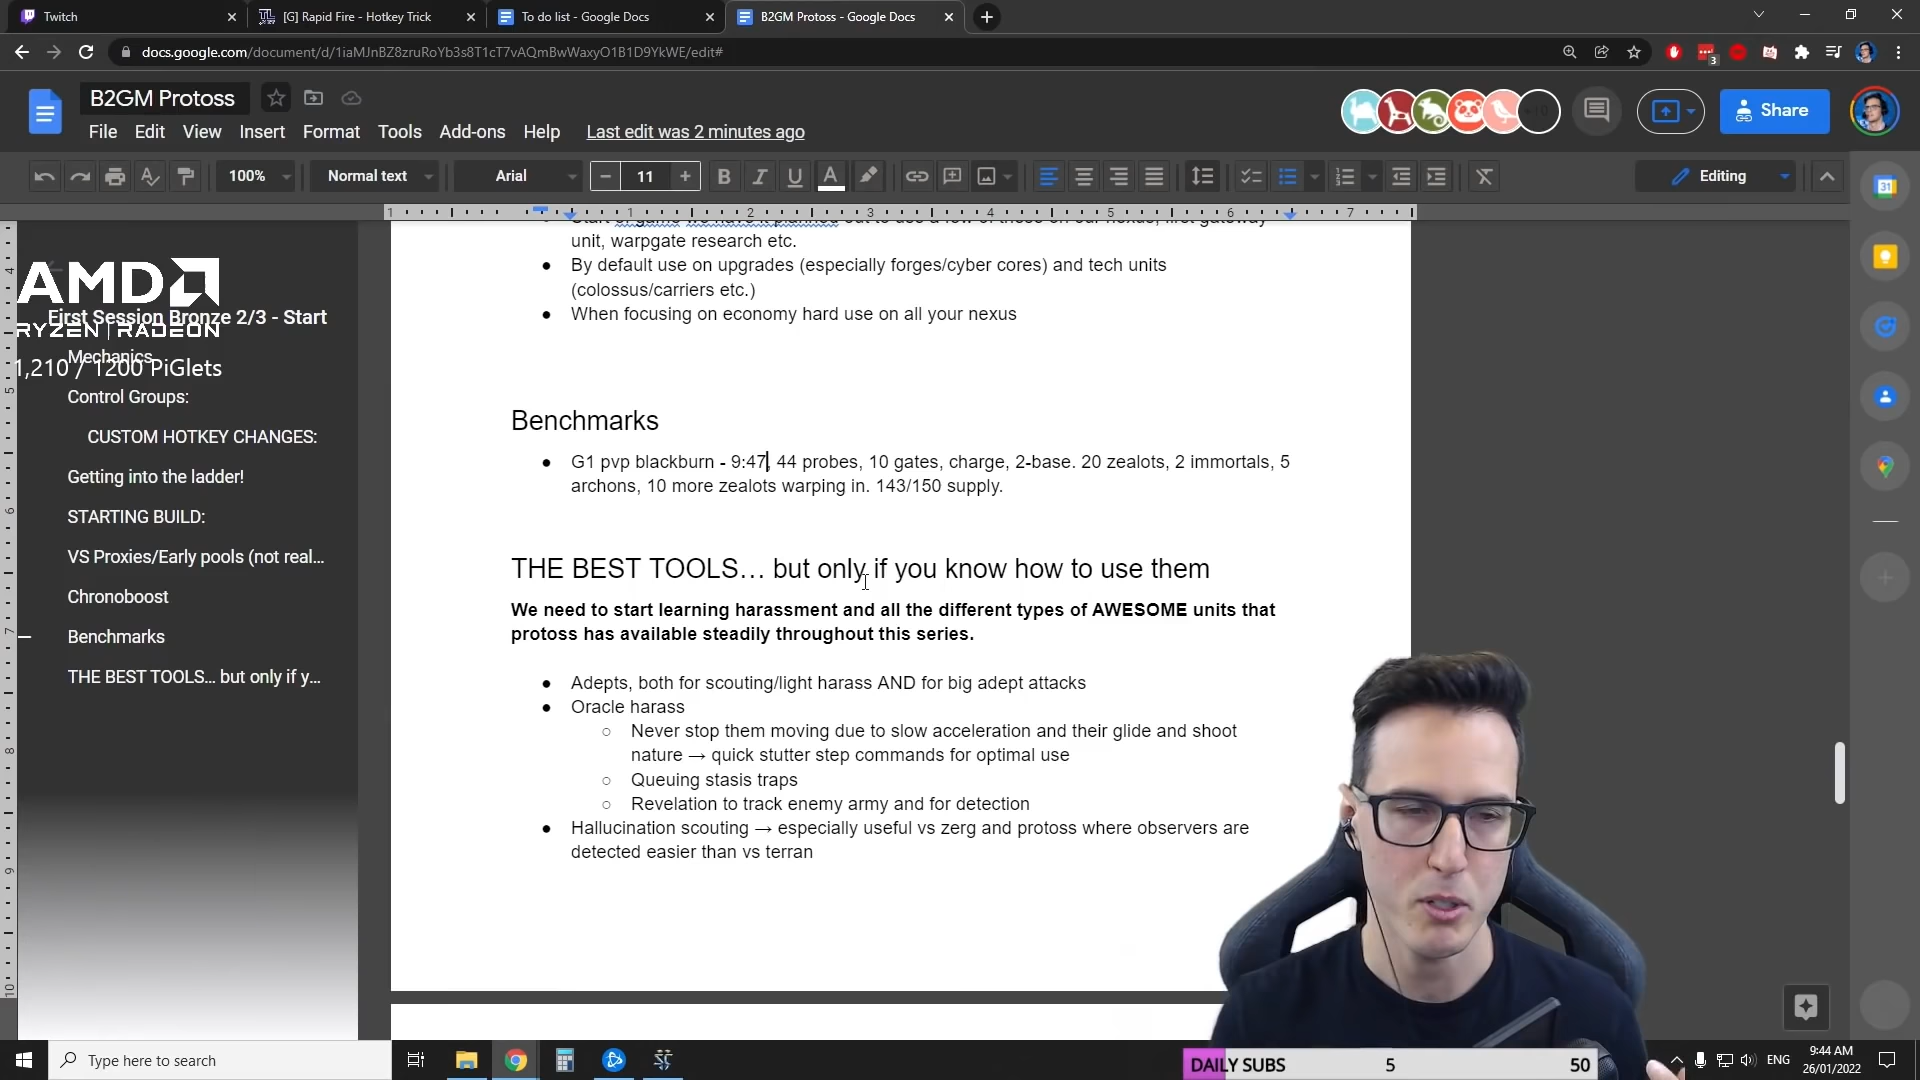 Twitch
[G] Rapid Fire - Hotkey Trick
To do list - Google Docs
B2GM Protoss - Google Docs
docs.google.com/document/d/1iaMJnBZ8zruRoYb3s8T1cT7vAQmBwWaxyO1B1D9YkWE/edit#
3
B2GM Protoss
File Edit View Insert Format Tools Add-ons Help Last edit was 2 minutes ago
Share
100% Normal text Arial 11 Editing
1 1 2 3 4 5 6 7
unit, warpgate research etc.
By default use on upgrades (especially forges/cyber cores) and tech units
(colossus/carriers etc.)
When focusing on economy hard use on all your nexus
Benchmarks
G1 pvp blackburn - 9:47, 44 probes, 10 gates, charge, 2-base. 20 zealots, 2 immortals, 5
archons, 10 more zealots warping in. 143/150 supply.
THE BEST TOOLS… but only if you know how to use them
We need to start learning harassment and all the different types of AWESOME units that
protoss has available steadily throughout this series.
Adepts, both for scouting/light harass AND for big adept attacks
Oracle harass
Never stop them moving due to slow acceleration and their glide and shoot
nature → quick stutter step commands for optimal use
Queuing stasis traps
Revelation to track enemy army and for detection
Hallucination scouting → especially useful vs zerg and protoss where observers are
detected easier than vs terran
AMD
First Session Bronze 2/3 - Start
RYZEN | RADEON
Mechanics
1,210 / 1200 PiGlets
Control Groups:
CUSTOM HOTKEY CHANGES:
Getting into the ladder!
STARTING BUILD:
VS Proxies/Early pools (not real...
Chronoboost
Benchmarks
THE BEST TOOLS... but only if y...
31
DAILY SUBS 5 50
Type here to search
ENG
9:44 AM
26/01/2022